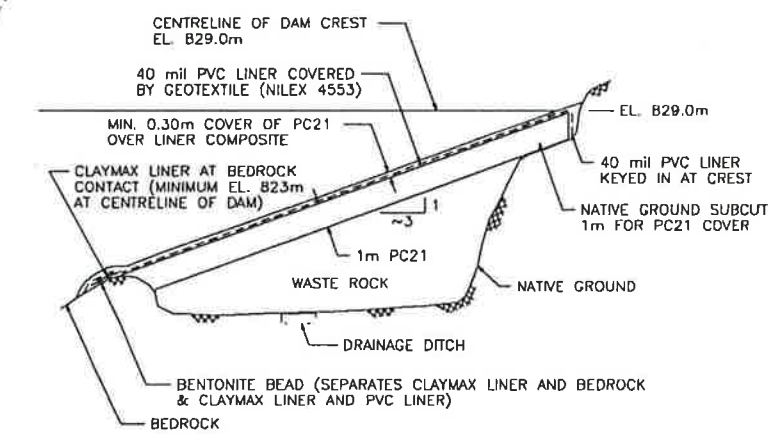 CENTRELINE OF DAM CREST
EL. 829.0m
40 mil PVC LINER COVERED
BY GEOTEXTILE (NILEX 4553)
EL. 829.0m
MIN. 0.30m COVER OF PC21
OVER LINER COMPOSITE
CLAYMAX LINER AT BEDROCK
CONTACT (MINIMUM EL. 823m
AT CENTRELINE OF DAM)
40 mil PVC LINER
KEYED IN AT CREST
1
~3
NATIVE GROUND SUBCUT
1m FOR PC21 COVER
1m PC21
WASTE ROCK
NATIVE GROUND
DRAINAGE DITCH
BENTONITE BEAD (SEPARATES CLAYMAX LINER AND BEDROCK
& CLAYMAX LINER AND PVC LINER)
BEDROCK